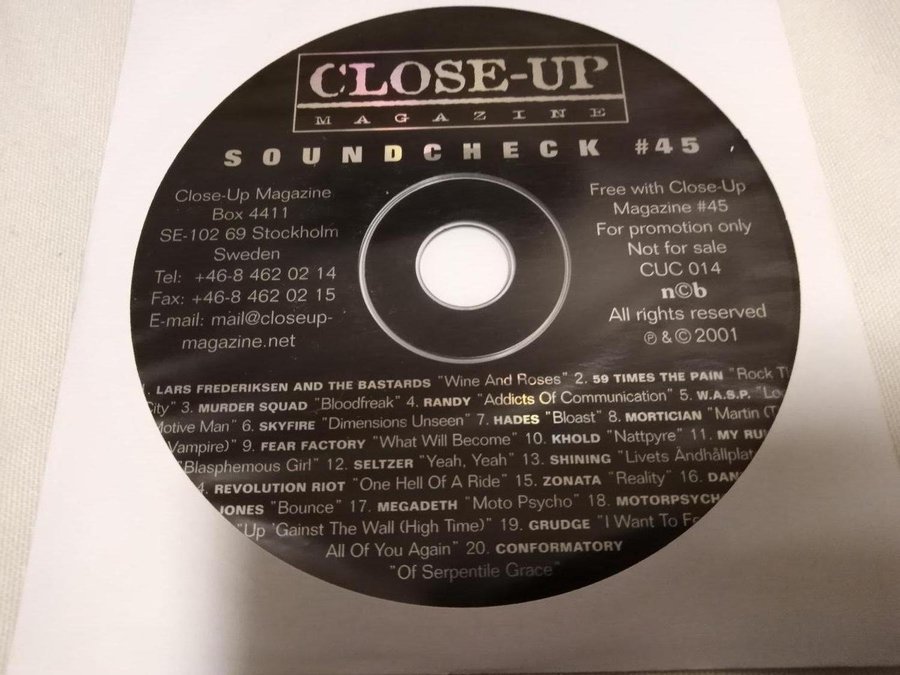 CLOSE-UP
MAGAZINE
SOUNDCHECK #45
Close-Up Magazine
Box 4411
SE-102 69 Stockholm
Sweden
Tel: +46-8 462 02 14
Fax: +46-8 462 02 15
E-mail: mail@closeup-
magazine.net
Free with Close-Up
Magazine #45
For promotion only
Not for sale
CUC 014
n©b
All rights reserved
℗ & © 2001
LARS FREDERIKSEN AND THE BASTARDS "Wine And Roses" 2. 59 TIMES THE PAIN "Rock
City" 3. MURDER SQUAD "Bloodfreak" 4. RANDY "Addicts Of Communication" 5. W.A.S.P.
Motive Man" 6. SKYFIRE "Dimensions Unseen" 7. HADES "Bloast" 8. MORTICIAN "Martin
Vampire)" 9. FEAR FACTORY "What Will Become" 10. KHOLD "Nattpyre" 11. MY
"Blasphemous Girl" 12. SELTZER "Yeah, Yeah" 13. SHINING "Livets Ändhållplat
4. REVOLUTION RIOT "One Hell Of A Ride" 15. ZONATA "Reality" 16. DAN
JONES "Bounce" 17. MEGADETH "Moto Psycho" 18. MOTORPSYCH
"Up 'Gainst The Wall (High Time)" 19. GRUDGE "I Want To
All Of You Again" 20. CONFORMATORY
"Of Serpentile Grace"